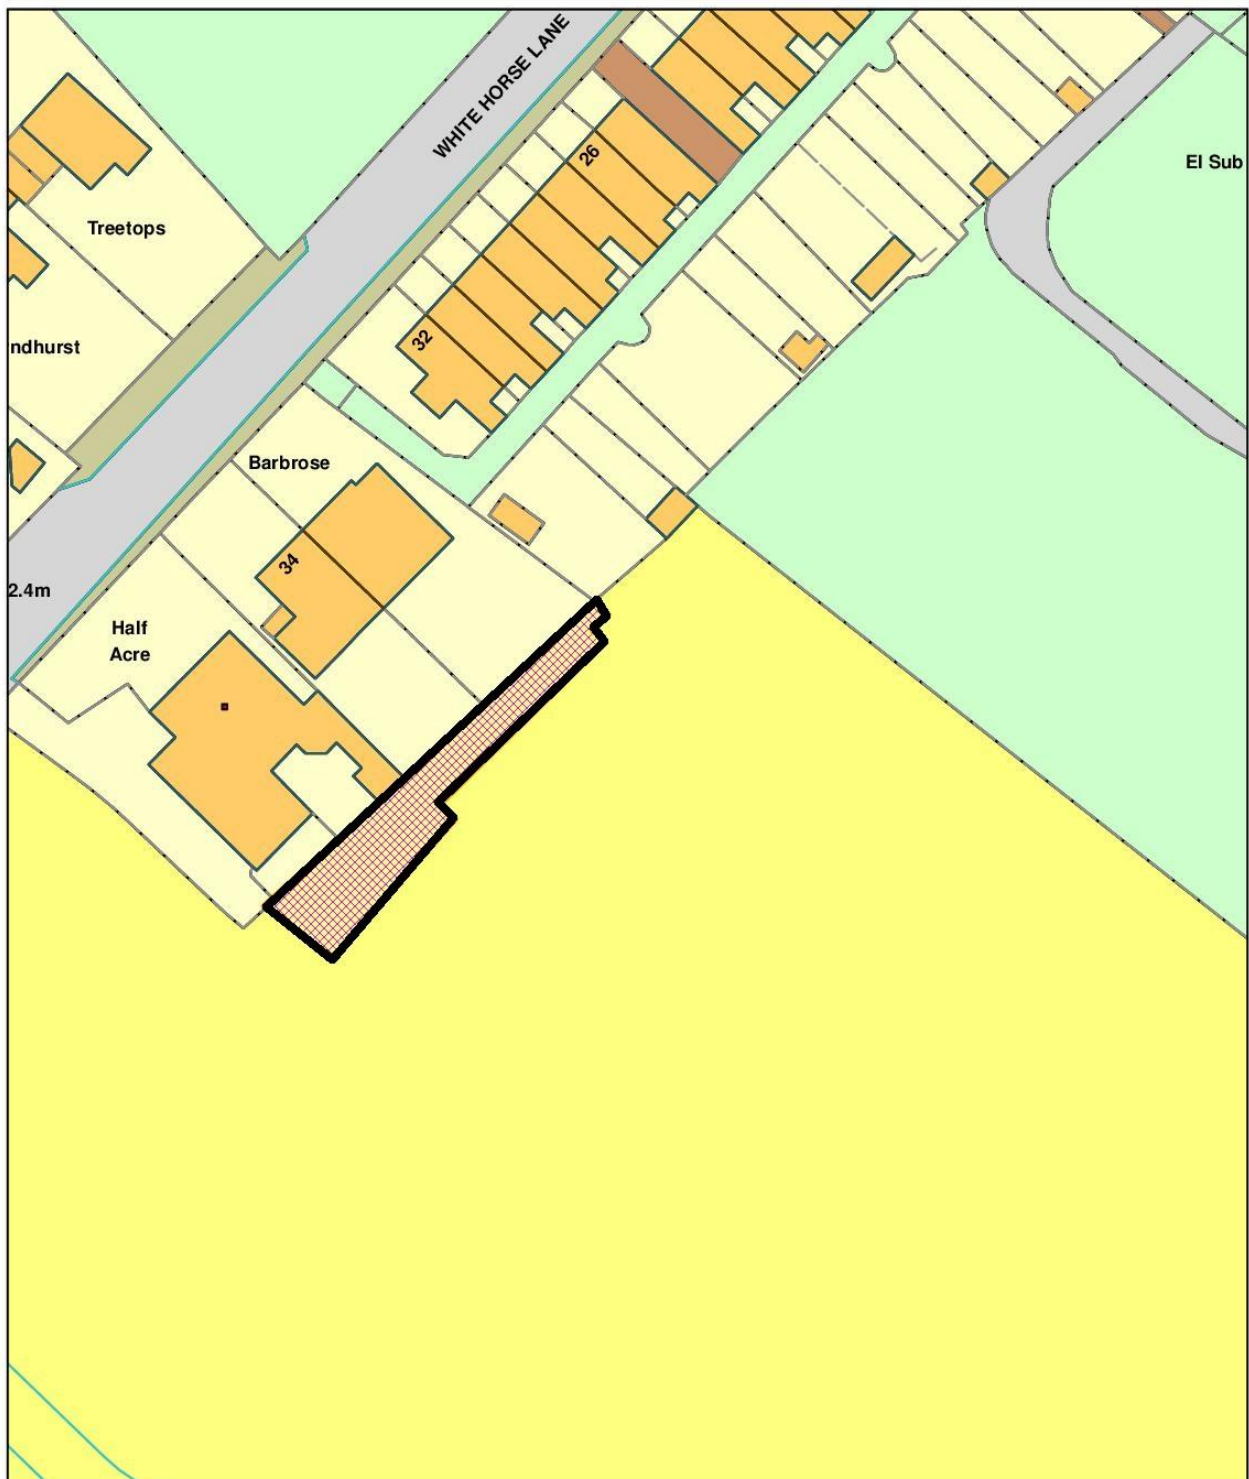 WHITE HORSE LANE
26
El Sub
Treetops
ndhurst
32
Barbrose
34
2.4m
Half
Acre